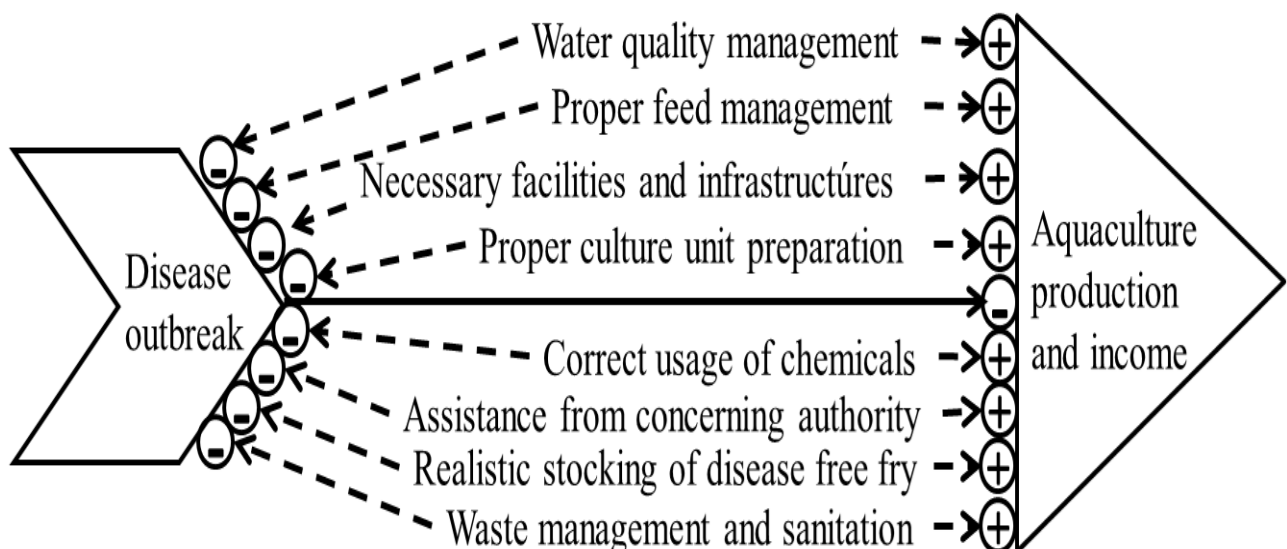 Water quality management
Proper feed management
Necessary facilities and infrastructúres
Proper culture unit preparation
Disease
outbreak
Aquaculture
production
and income
Correct usage of chemicals
Assistance from concerning authority
Realistic stocking of disease free fry
Waste management and sanitation